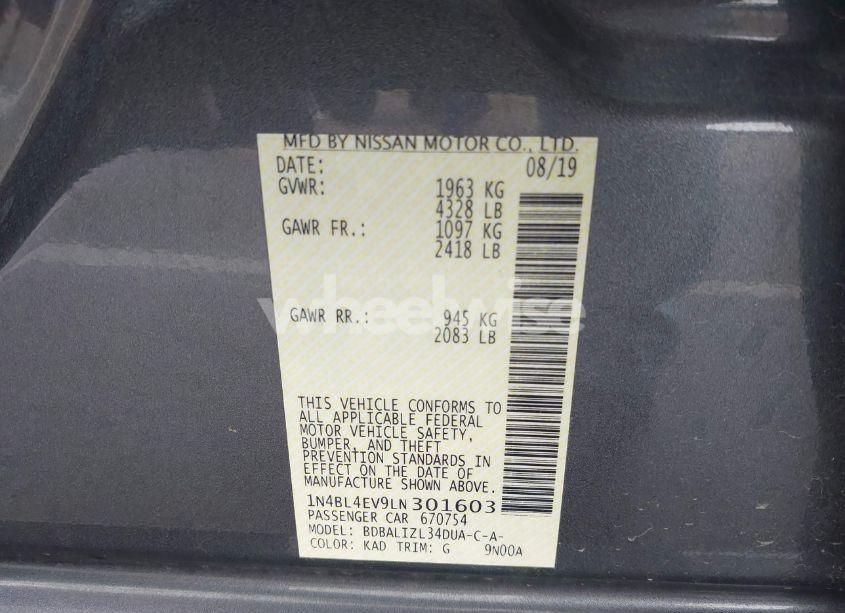 MFD BY NISSAN MOTOR CO., LTD.
DATE: 08/19
GVWR: 1963 KG
4328 LB
GAWR FR.: 1097 KG
2418 LB
wheelwise
GAWR RR.: 945 KG
2083 LB
THIS VEHICLE CONFORMS TO
ALL APPLICABLE FEDERAL
MOTOR VEHICLE SAFETY,
BUMPER, AND THEFT
PREVENTION STANDARDS IN
EFFECT ON THE DATE OF
MANUFACTURE SHOWN ABOVE.
1N4BL4EV9LN301603
PASSENGER CAR 670754
MODEL: BDBALIZL34DUA-C-A-
COLOR: KAD TRIM: G 9N00A